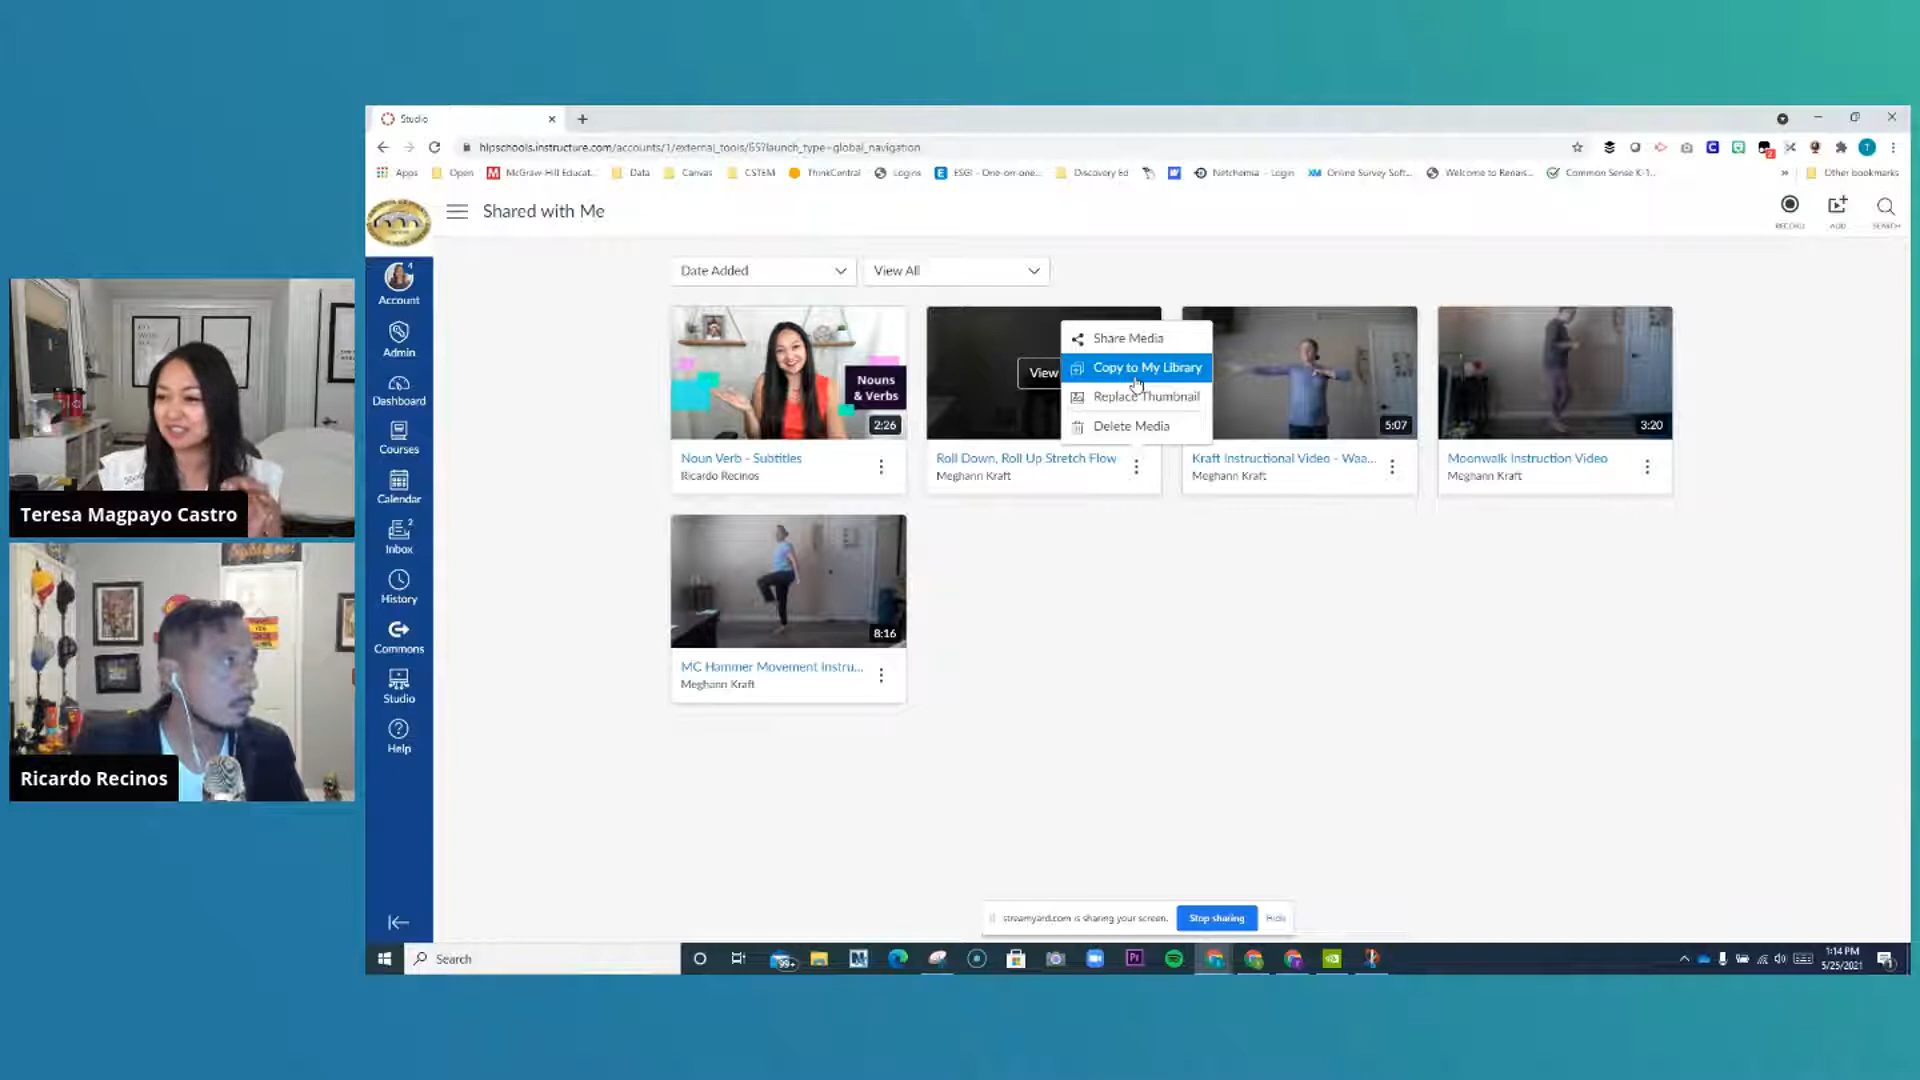 Studio
hlpschools.instructure.com/accounts/1/external_tools/65?launch_type=global_navigation
Apps
Open
McGraw-Hill Educat...
Data
Canvas
CSTEM
ThinkCentral
Logins
ESGI - One-on-one...
Discovery Ed
Netchemia - Login
Online Survey Soft...
Welcome to Renais...
Common Sense K-1...
Other bookmarks
Shared with Me
RECORD
ADD
SEARCH
4
Account
Admin
Dashboard
Courses
Calendar
2
Inbox
History
Commons
Studio
Help
Date Added
View All
Nouns
& Verbs
2:26
Noun Verb - Subtitles
Ricardo Recinos
View
Share Media
Copy to My Library
Replace Thumbnail
Delete Media
Roll Down, Roll Up Stretch Flow
Meghann Kraft
5:07
Kraft Instructional Video - Waa...
Meghann Kraft
3:20
Moonwalk Instruction Video
Meghann Kraft
8:16
MC Hammer Movement Instru...
Meghann Kraft
Teresa Magpayo Castro
Ricardo Recinos
streamyard.com is sharing your screen.
Stop sharing
Hide
Search
99+
Pr
1:14 PM
5/25/2021